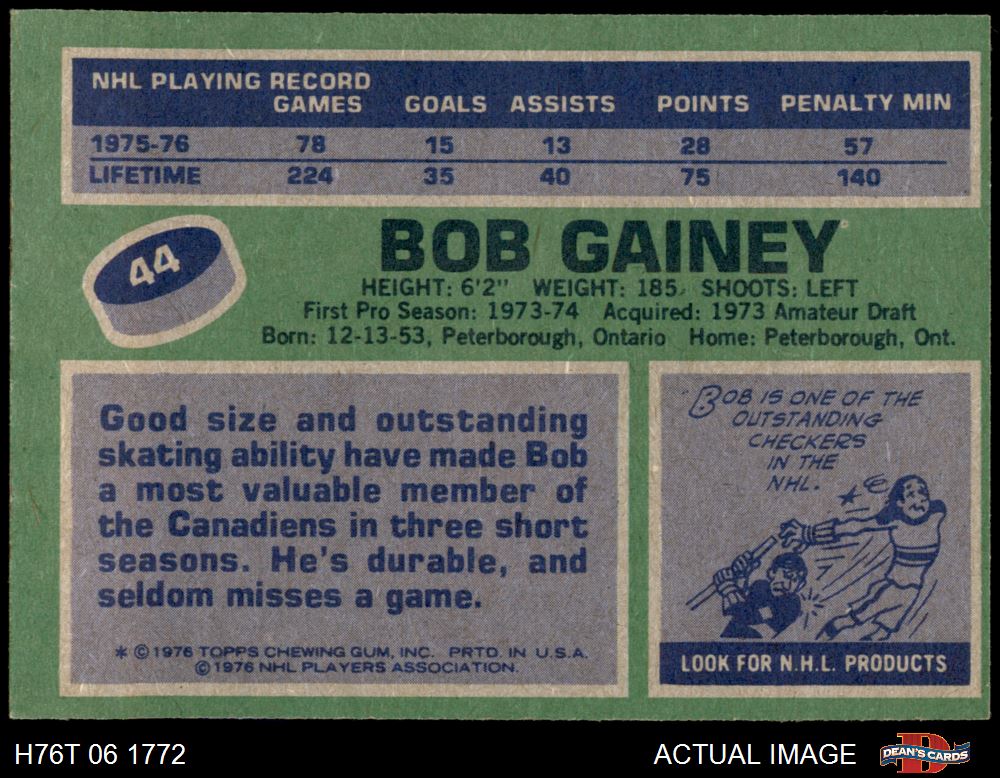 NHL PLAYING RECORD
GAMES GOALS ASSISTS POINTS PENALTY MIN
1975-76 78 15 13 28 57
LIFETIME 224 35 40 75 140
44
BOB GAINEY
HEIGHT: 6'2" WEIGHT: 185 SHOOTS: LEFT
First Pro Season: 1973-74 Acquired: 1973 Amateur Draft
Born: 12-13-53, Peterborough, Ontario Home: Peterborough, Ont.
Good size and outstanding
skating ability have made Bob
a most valuable member of
the Canadiens in three short
seasons. He's durable, and
seldom misses a game.
* © 1976 TOPPS CHEWING GUM, INC. PRTD. IN U.S.A.
© 1976 NHL PLAYERS ASSOCIATION.
BOB IS ONE OF THE
OUTSTANDING
CHECKERS
IN THE
NHL.
LOOK FOR N.H.L. PRODUCTS
H76T 06 1772
ACTUAL IMAGE
DEAN'S CARDS